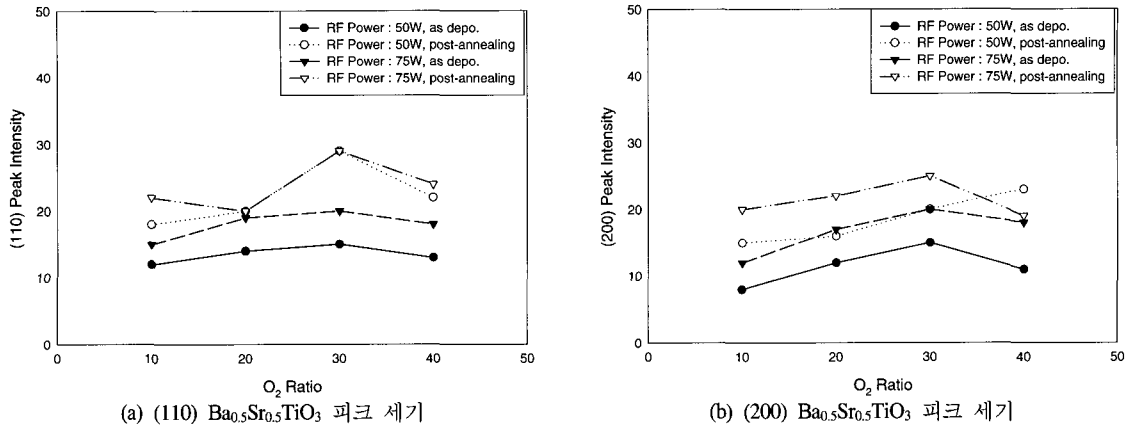 50
40
30
20
10
0
(110) Peak Intensity
RF Power : 50W, as depo.
RF Power : 50W, post-annealing
RF Power : 75W, as depo.
RF Power : 75W, post-annealing
0 10 20 30 40 50
O₂ Ratio
(a) (110) Ba₀.₅Sr₀.₅TiO₃ 피크 세기
50
40
30
20
10
0
(200) Peak Intensity
RF Power : 50W, as depo.
RF Power : 50W, post-annealing
RF Power : 75W, as depo.
RF Power : 75W, post-annealing
0 10 20 30 40 50
O₂ Ratio
(b) (200) Ba₀.₅Sr₀.₅TiO₃ 피크 세기